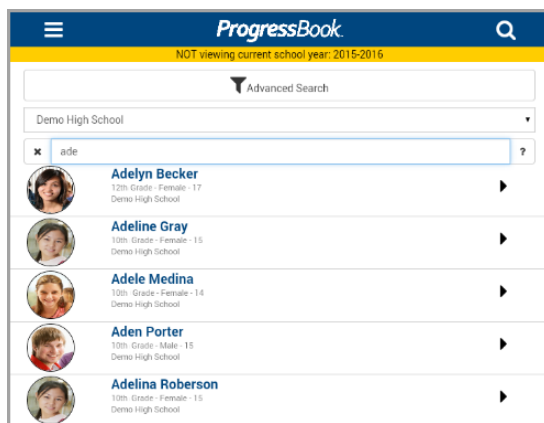 ProgressBook.
NOT viewing current school year: 2015-2016
Advanced Search
Demo High School
× ade ?
Adelyn Becker
12th Grade - Female - 17
Demo High School
Adeline Gray
10th Grade - Female - 15
Demo High School
Adele Medina
10th Grade - Female - 14
Demo High School
Aden Porter
10th Grade - Male - 15
Demo High School
Adelina Roberson
10th Grade - Female - 15
Demo High School